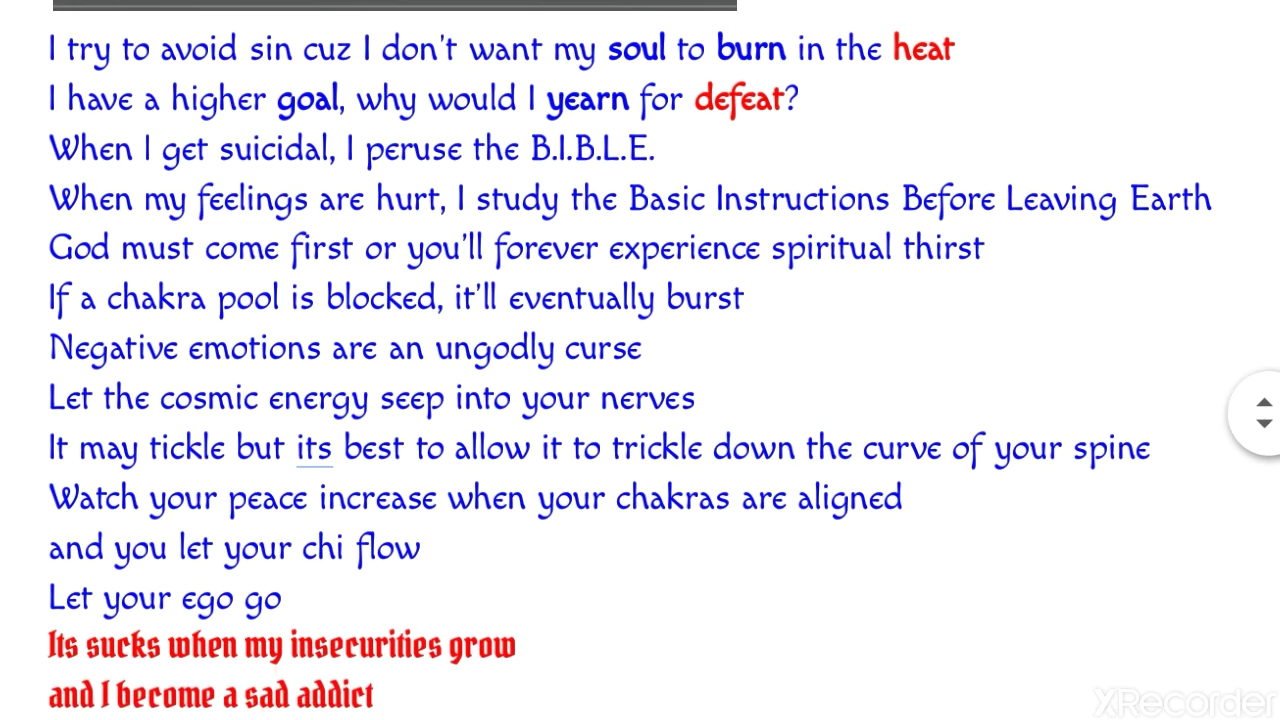 I try to avoid sin cuz I don't want my soul to burn in the heat
I have a higher goal, why would I yearn for defeat?
When I get suicidal, I peruse the B.I.B.L.E.
When my feelings are hurt, I study the Basic Instructions Before Leaving Earth
God must come first or you'll forever experience spiritual thirst
If a chakra pool is blocked, it'll eventually burst
Negative emotions are an ungodly curse
Let the cosmic energy seep into your nerves
It may tickle but its best to allow it to trickle down the curve of your spine
Watch your peace increase when your chakras are aligned
and you let your chi flow
Let your ego go
Its sucks when my insecurities grow
and I become a sad addict
XRecorder